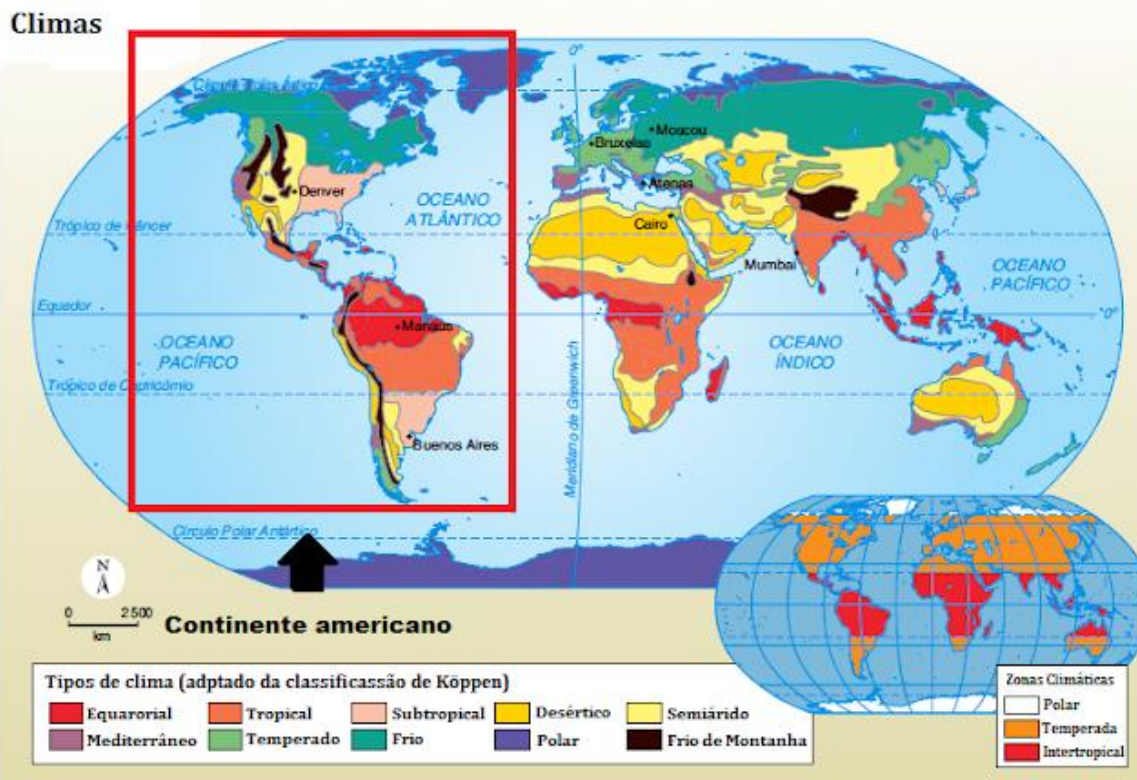 Climas
Círculo Polar Ártico
0°
Moscou
Bruxelas
Denver
Atenas
OCEANO
ATLÂNTICO
Trópico de Câncer
Cairo
Mumbai
OCEANO
PACÍFICO
Equador
0°
Manaus
OCEANO
PACÍFICO
OCEANO
ÍNDICO
Trópico de Capricórnio
Meridiano de Greenwich
Buenos Aires
Círculo Polar Antártico
N
0 2 500
km
Continente americano
Tipos de clima (adptado da classificassão de Köppen)
Equarorial Tropical Subtropical Desértico Semiárido
Mediterrâneo Temperado Frio Polar Frio de Montanha
Zonas Climáticas
Polar
Temperada
Intertropical